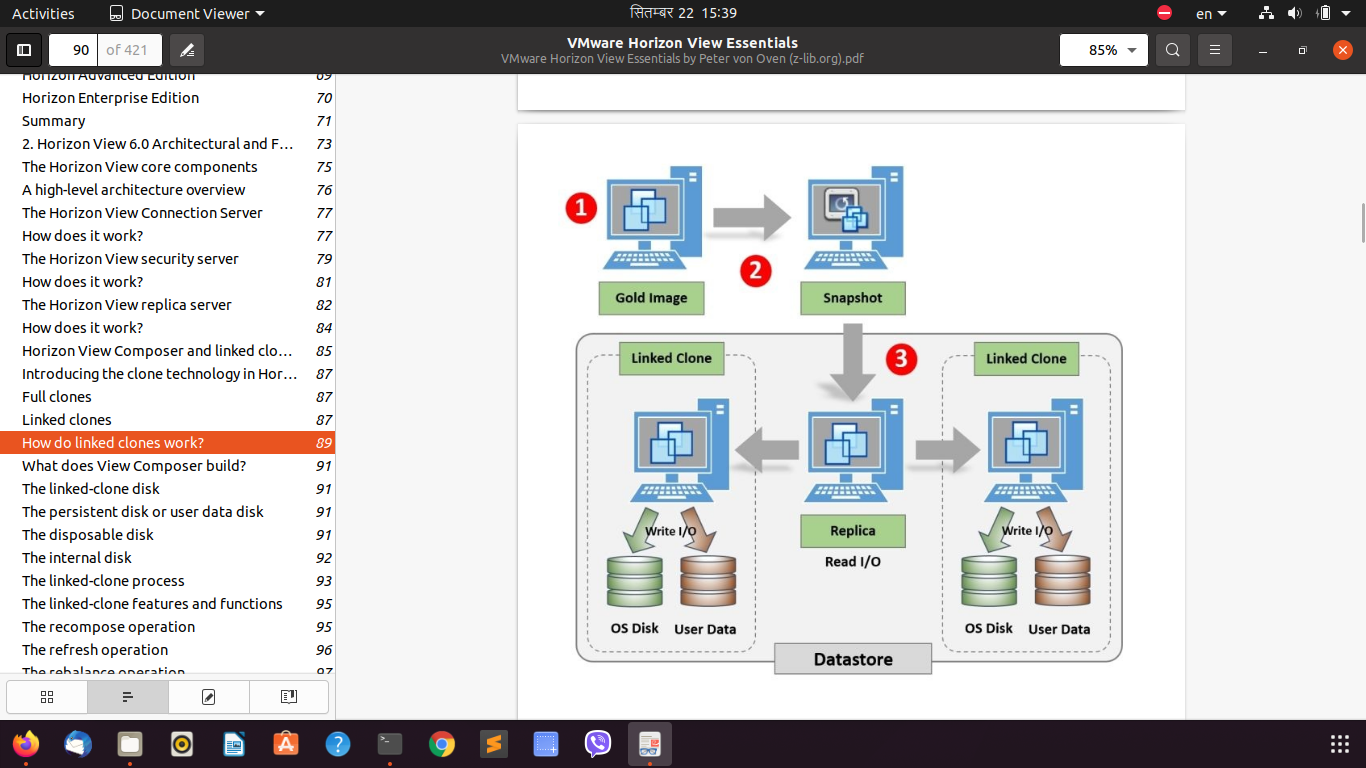 Activities
Document Viewer
सितम्बर 22 15:39
en
90
of 421
VMware Horizon View Essentials
VMware Horizon View Essentials by Peter von Oven (z-lib.org).pdf
85%
Horizon Advanced Edition 69
Horizon Enterprise Edition 70
Summary 71
2. Horizon View 6.0 Architectural and F... 73
The Horizon View core components 75
A high-level architecture overview 76
The Horizon View Connection Server 77
How does it work? 77
The Horizon View security server 79
How does it work? 81
The Horizon View replica server 82
How does it work? 84
Horizon View Composer and linked clo... 85
Introducing the clone technology in Hor... 87
Full clones 87
Linked clones 87
How do linked clones work? 89
What does View Composer build? 91
The linked-clone disk 91
The persistent disk or user data disk 91
The disposable disk 91
The internal disk 92
The linked-clone process 93
The linked-clone features and functions 95
The recompose operation 95
The refresh operation 96
The rebalance operation 97
1
2
Gold Image
Snapshot
3
Linked Clone
Linked Clone
Write I/O
Replica
Read I/O
Write I/O
OS Disk
User Data
OS Disk
User Data
Datastore